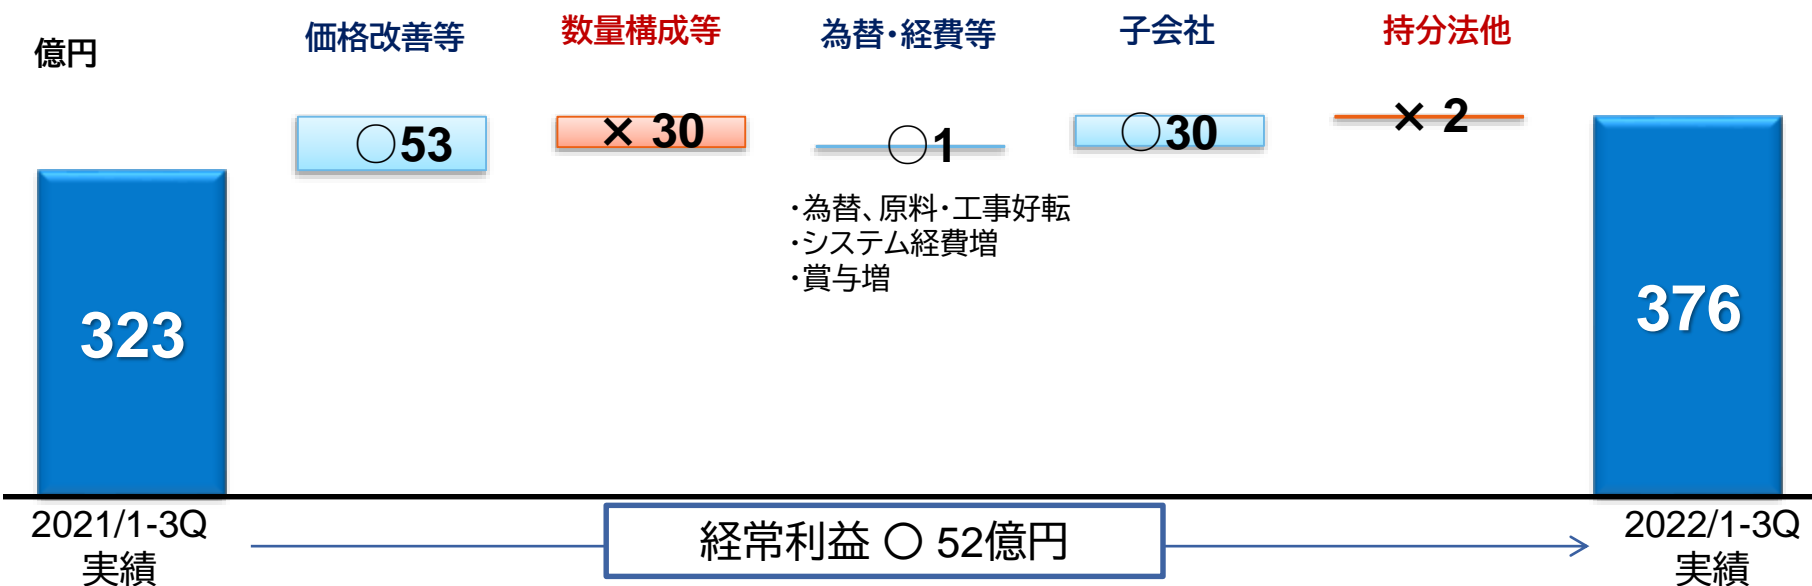 億円
価格改善等
数量構成等
為替・経費等
子会社
持分法他
○53
× 30
○1
○30
× 2
・為替、原料・工事好転
・システム経費増
・賞与増
323
376
2021/1-3Q
実績
経常利益 ○ 52億円
2022/1-3Q
実績